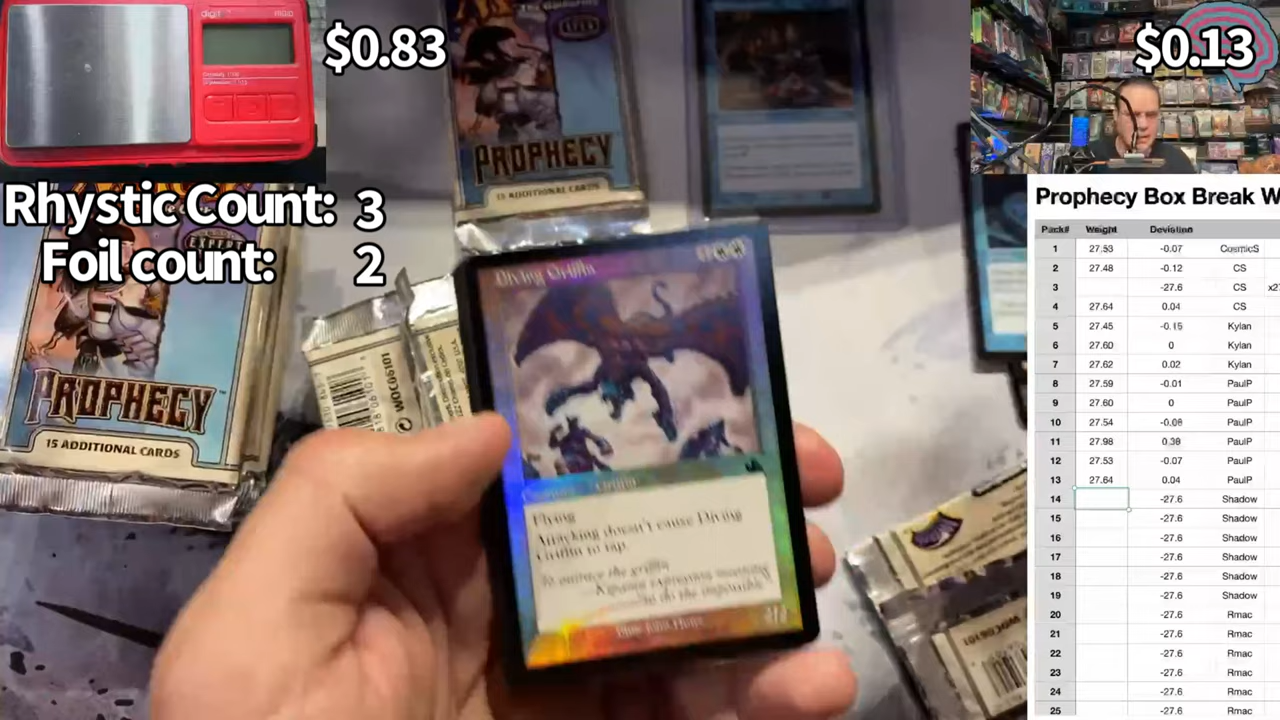 $0.83
$0.13
Rhystic Count: 3
Foil count: 2
EXPERT
PROPHECY
15 ADDITIONAL CARDS
PROPHECY
15 ADDITIONAL CARDS
WOC06101
WOC06101
Diving Griffin
Flying
Attacking doesn't cause Diving
Griffin to tap.
Prophecy Box Break W
Pack# Weight Deviation
1 27.53 -0.07 CosmicS
2 27.48 -0.12 CS
3 -27.6 CS x2
4 27.64 0.04 CS
5 27.45 -0.15 Kylan
6 27.60 0 Kylan
7 27.62 0.02 Kylan
8 27.59 -0.01 PaulP
9 27.60 0 PaulP
10 27.54 -0.06 PaulP
11 27.98 0.38 PaulP
12 27.53 -0.07 PaulP
13 27.64 0.04 PaulP
14 -27.6 Shadow
15 -27.6 Shadow
16 -27.6 Shadow
17 -27.6 Shadow
18 -27.6 Shadow
19 -27.6 Shadow
20 -27.6 Rmac
21 -27.6 Rmac
22 -27.6 Rmac
23 -27.6 Rmac
24 -27.6 Rmac
25 -27.6 Rmac